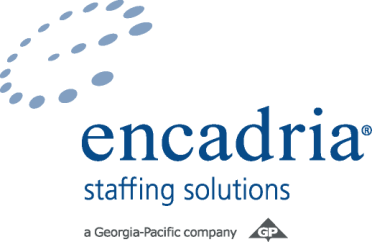 encadria®
staffing solutions
a Georgia-Pacific company GP